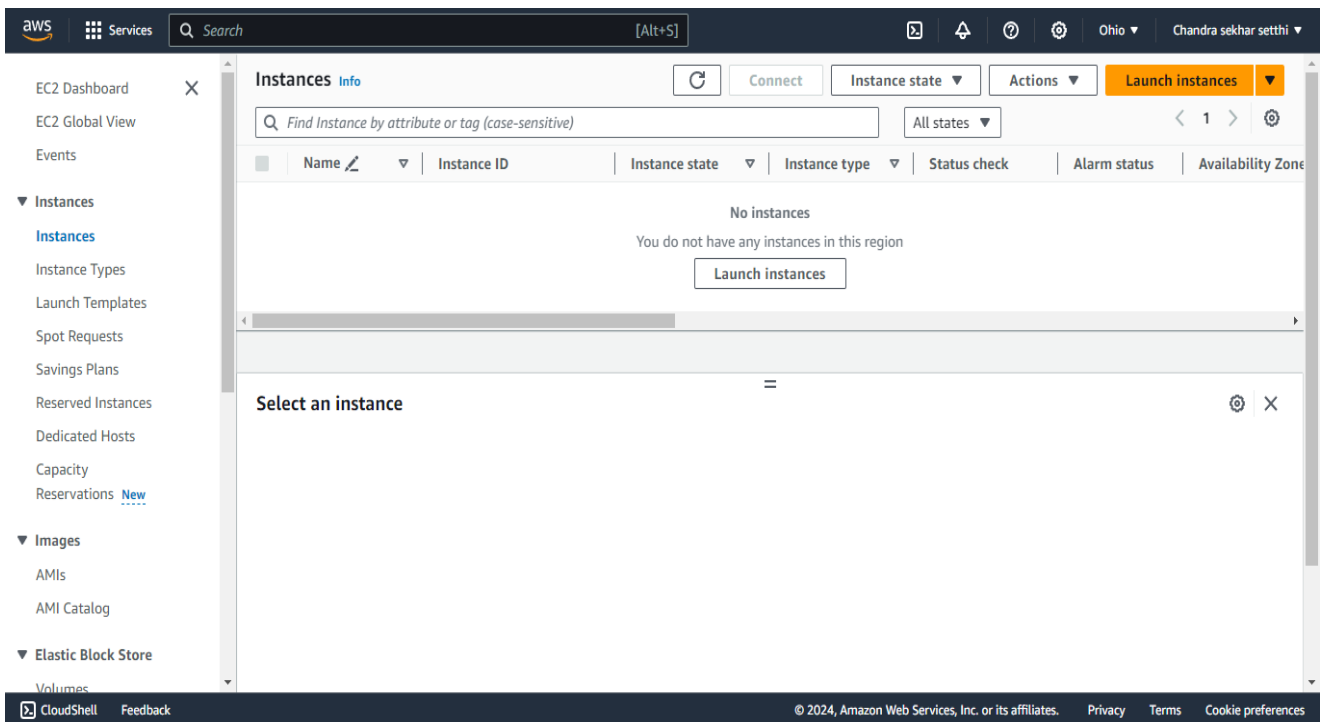 aws
Services
Search
[Alt+S]
Ohio
Chandra sekhar setthi
EC2 Dashboard
EC2 Global View
Events
Instances
Instances
Instance Types
Launch Templates
Spot Requests
Savings Plans
Reserved Instances
Dedicated Hosts
Capacity
Reservations New
Images
AMIs
AMI Catalog
Elastic Block Store
Volumes
Instances Info
Connect
Instance state
Actions
Launch instances
Find Instance by attribute or tag (case-sensitive)
All states
1
Name
Instance ID
Instance state
Instance type
Status check
Alarm status
Availability Zone
No instances
You do not have any instances in this region
Launch instances
Select an instance
CloudShell
Feedback
© 2024, Amazon Web Services, Inc. or its affiliates.
Privacy
Terms
Cookie preferences